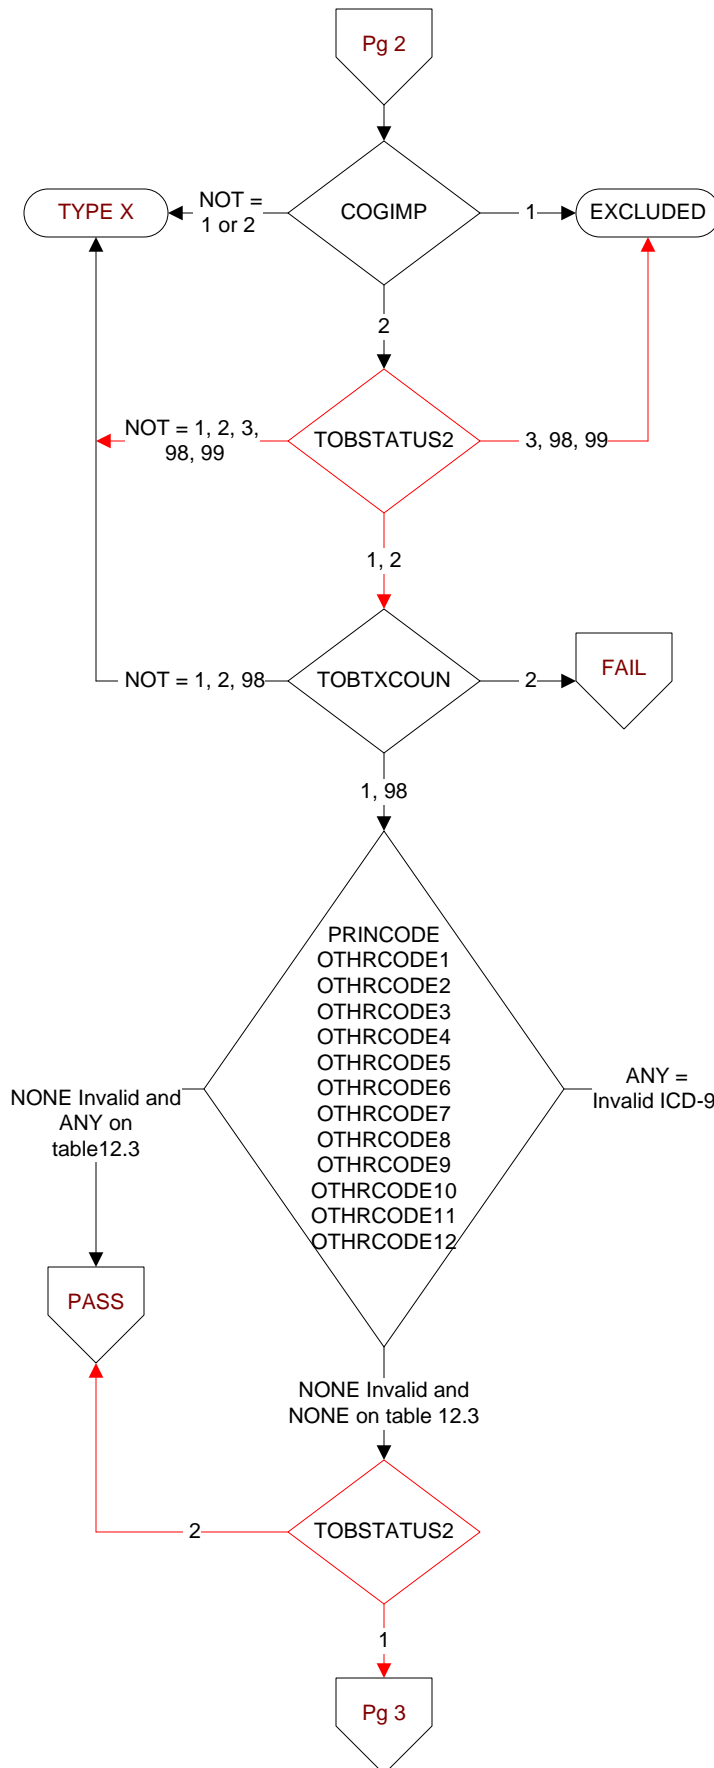 Pg 2
TYPE X
NOT =
1 or 2
COGIMP
1
EXCLUDED
2
NOT = 1, 2, 3,
98, 99
TOBSTATUS2
3, 98, 99
1, 2
NOT = 1, 2, 98
TOBTXCOUN
2
FAIL
1, 98
PRINCODE
OTHRCODE1
OTHRCODE2
OTHRCODE3
OTHRCODE4
OTHRCODE5
OTHRCODE6
OTHRCODE7
OTHRCODE8
OTHRCODE9
OTHRCODE10
OTHRCODE11
OTHRCODE12
NONE Invalid and
ANY on
table12.3
ANY =
Invalid ICD-9
PASS
NONE Invalid and
NONE on table 12.3
2
TOBSTATUS2
1
Pg 3